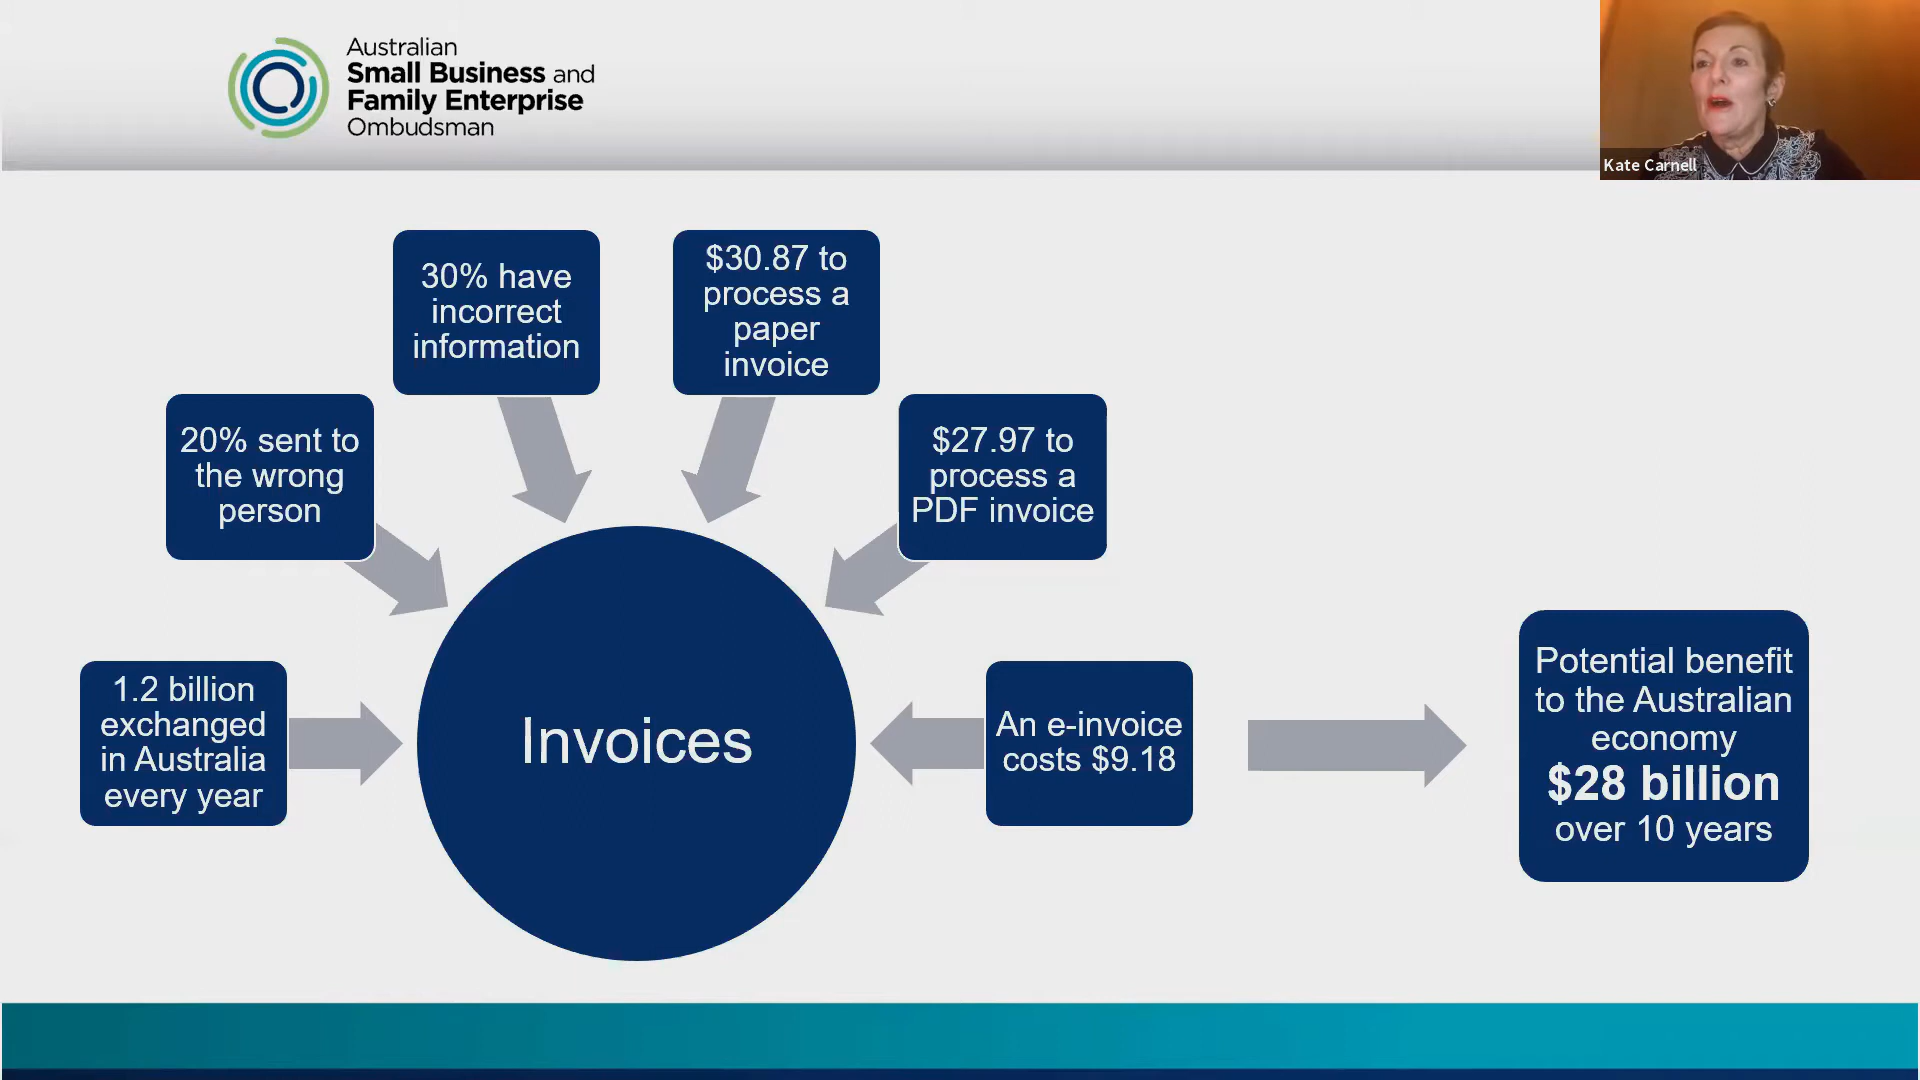 Australian
Small Business and
Family Enterprise
Ombudsman
Kate Carnell
30% have
incorrect
information
$30.87 to
process a
paper
invoice
20% sent to
the wrong
person
$27.97 to
process a
PDF invoice
1.2 billion
exchanged
in Australia
every year
Invoices
An e-invoice
costs $9.18
Potential benefit
to the Australian
economy
$28 billion
over 10 years